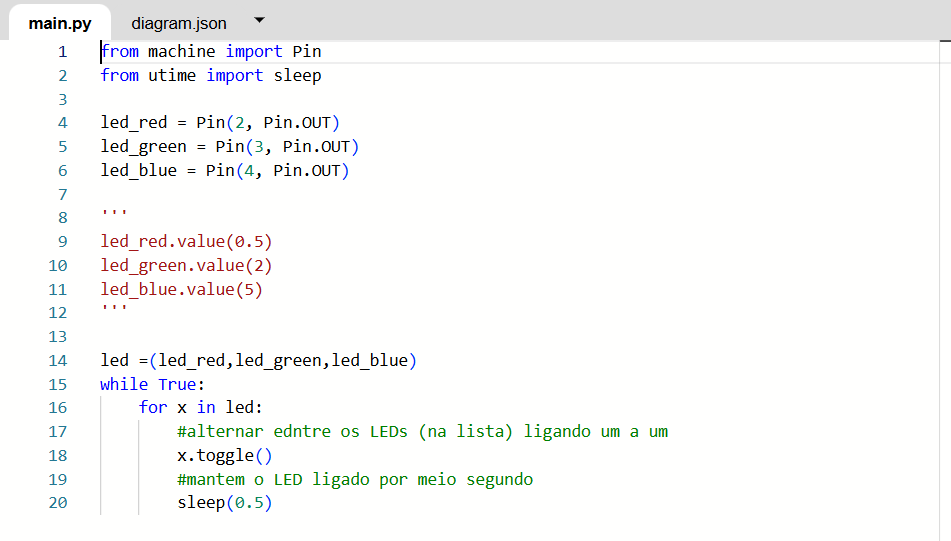 main.py diagram.json
1 from machine import Pin
2 from utime import sleep
3
4 led_red = Pin(2, Pin.OUT)
5 led_green = Pin(3, Pin.OUT)
6 led_blue = Pin(4, Pin.OUT)
7
8 '''
9 led_red.value(0.5)
10 led_green.value(2)
11 led_blue.value(5)
12 '''
13
14 led =(led_red,led_green,led_blue)
15 while True:
16     for x in led:
17         #alternar edntre os LEDs (na lista) ligando um a um
18         x.toggle()
19         #mantem o LED ligado por meio segundo
20         sleep(0.5)